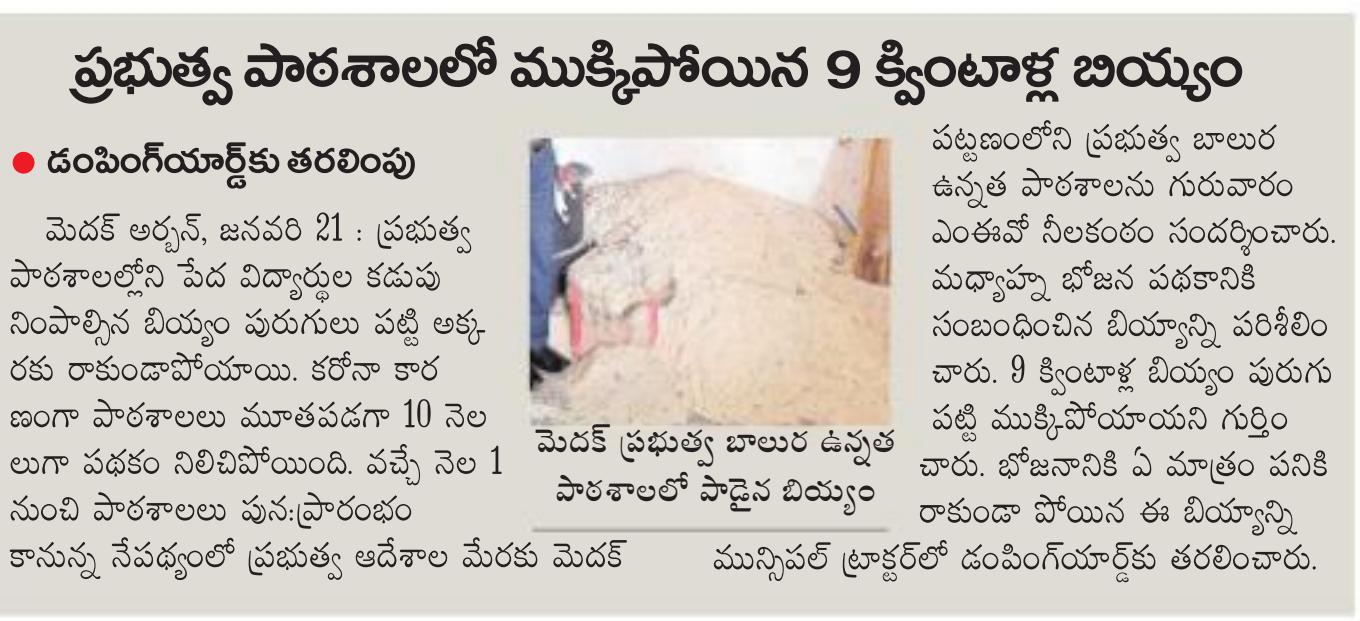 ప్రభుత్వ పాఠశాలలో ముక్కిపోయిన 9 క్వింటాళ్ల బియ్యం
● డంపింగ్‌యార్డ్‌కు తరలింపు
మెదక్ అర్బన్, జనవరి 21 : ప్రభుత్వ
పాఠశాలల్లోని పేద విద్యార్థుల కడుపు
నింపాల్సిన బియ్యం పురుగులు పట్టి అక్క
రకు రాకుండాపోయాయి. కరోనా కార
ణంగా పాఠశాలలు మూతపడగా 10 నెల
లుగా పథకం నిలిచిపోయింది. వచ్చే నెల 1
నుంచి పాఠశాలలు పున:ప్రారంభం
కానున్న నేపథ్యంలో ప్రభుత్వ ఆదేశాల మేరకు మెదక్
మెదక్ ప్రభుత్వ బాలుర ఉన్నత
పాఠశాలలో పాడైన బియ్యం
పట్టణంలోని ప్రభుత్వ బాలుర
ఉన్నత పాఠశాలను గురువారం
ఎంఈవో నీలకంఠం సందర్శించారు.
మధ్యాహ్న భోజన పథకానికి
సంబంధించిన బియ్యాన్ని పరిశీలిం
చారు. 9 క్వింటాళ్ల బియ్యం పురుగు
పట్టి ముక్కిపోయాయని గుర్తిం
చారు. భోజనానికి ఏ మాత్రం పనికి
రాకుండా పోయిన ఈ బియ్యాన్ని
మున్సిపల్ ట్రాక్టర్‌లో డంపింగ్‌యార్డ్‌కు తరలించారు.